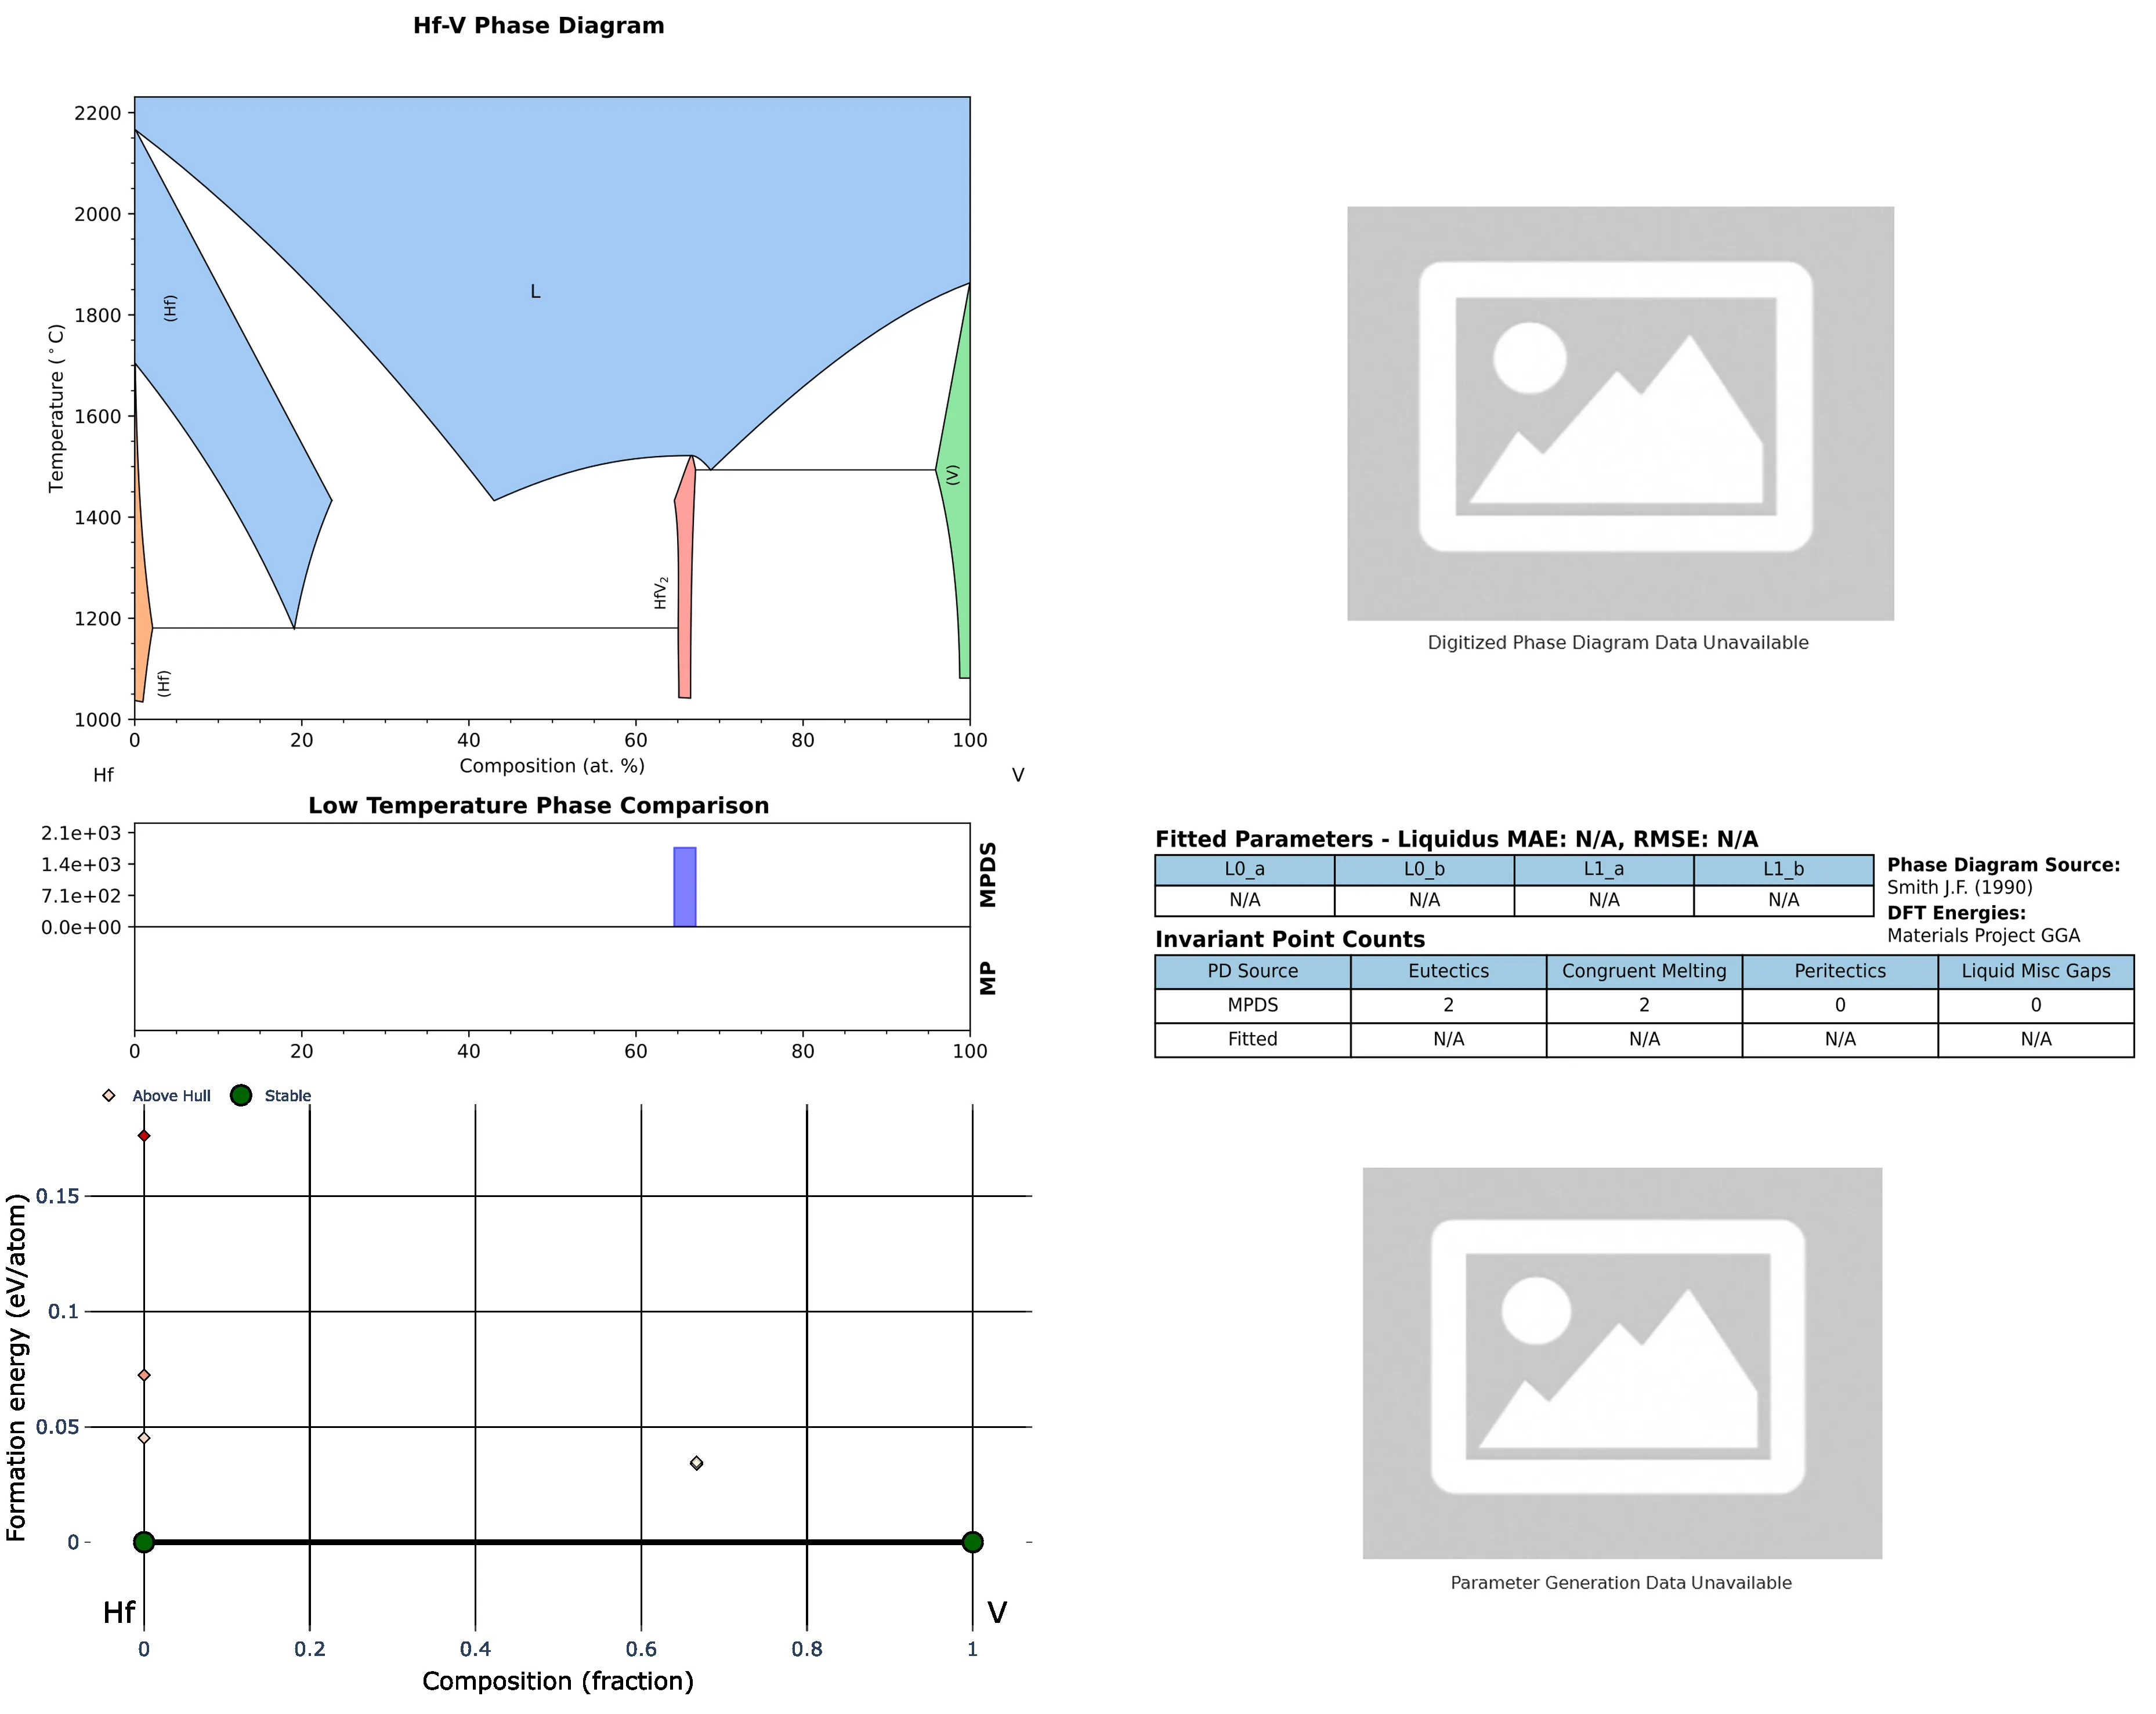 Hf-V Phase Diagram
2200
2000
1800
1600
1400
1200
1000
Temperature (°C)
(Hf)
L
(V)
HfV₂
(Hf)
0 20 40 60 80 100
Composition (at. %)
Hf V
Digitized Phase Diagram Data Unavailable
Low Temperature Phase Comparison
2.1e+03
1.4e+03
7.1e+02
0.0e+00
MPDS
MP
0 20 40 60 80 100
Fitted Parameters - Liquidus MAE: N/A, RMSE: N/A
L0_a L0_b L1_a L1_b
N/A N/A N/A N/A
Phase Diagram Source:
Smith J.F. (1990)
DFT Energies:
Materials Project GGA
Invariant Point Counts
PD Source Eutectics Congruent Melting Peritectics Liquid Misc Gaps
MPDS 2 2 0 0
Fitted N/A N/A N/A N/A
Above Hull Stable
0.15
0.1
0.05
0
Formation energy (eV/atom)
Hf V
0 0.2 0.4 0.6 0.8 1
Composition (fraction)
Parameter Generation Data Unavailable